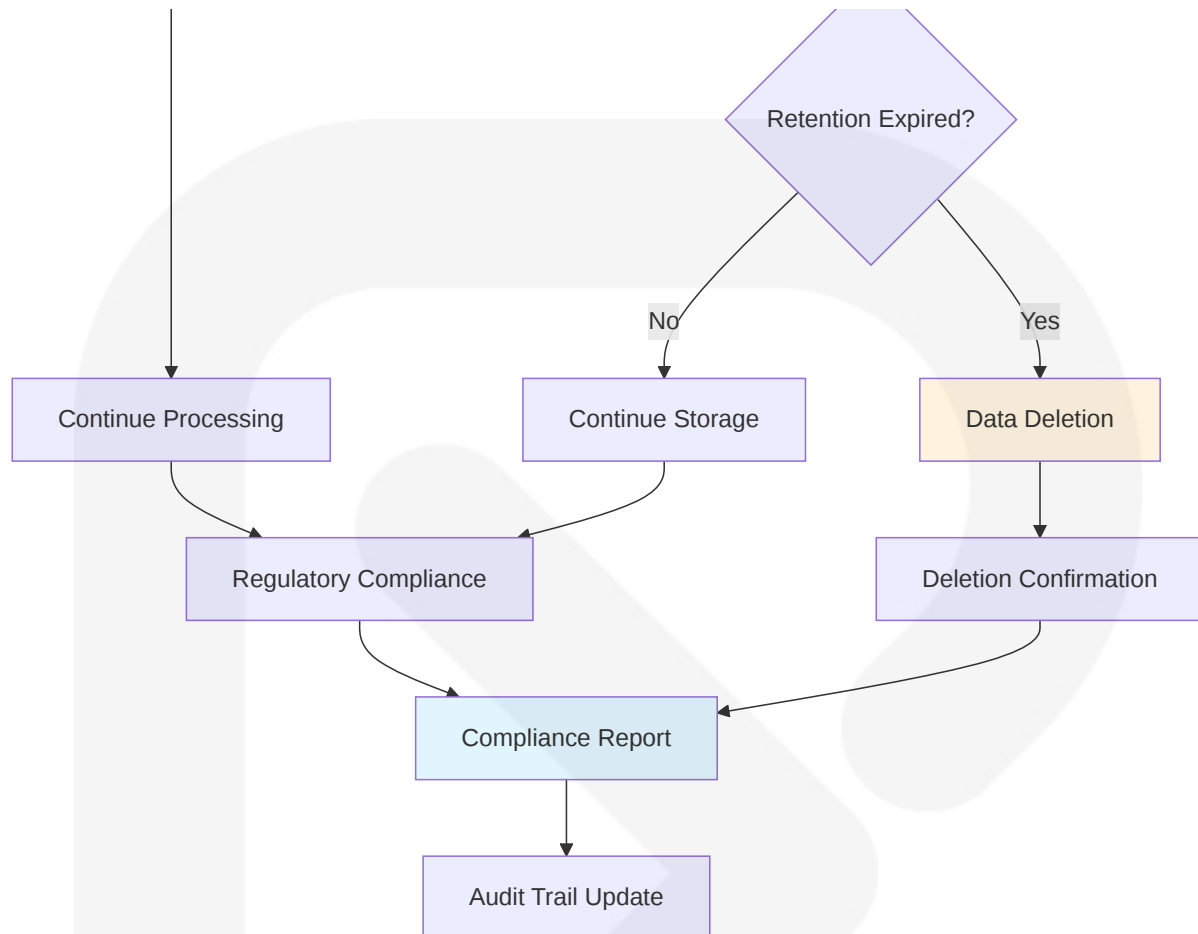 Retention Expired?
No
Yes
Continue Processing
Continue Storage
Data Deletion
Regulatory Compliance
Deletion Confirmation
Compliance Report
Audit Trail Update